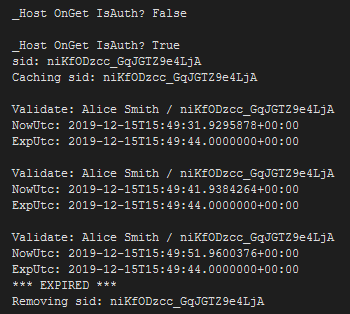 _Host OnGet IsAuth? False
_Host OnGet IsAuth? True
sid: niKfODzcc_GqJGTZ9e4LjA
Caching sid: niKfODzcc_GqJGTZ9e4LjA
Validate: Alice Smith / niKfODzcc_GqJGTZ9e4LjA
NowUtc: 2019-12-15T15:49:31.9295878+00:00
ExpUtc: 2019-12-15T15:49:44.0000000+00:00
Validate: Alice Smith / niKfODzcc_GqJGTZ9e4LjA
NowUtc: 2019-12-15T15:49:41.9384264+00:00
ExpUtc: 2019-12-15T15:49:44.0000000+00:00
Validate: Alice Smith / niKfODzcc_GqJGTZ9e4LjA
NowUtc: 2019-12-15T15:49:51.9600376+00:00
ExpUtc: 2019-12-15T15:49:44.0000000+00:00
*** EXPIRED ***
Removing sid: niKfODzcc_GqJGTZ9e4LjA